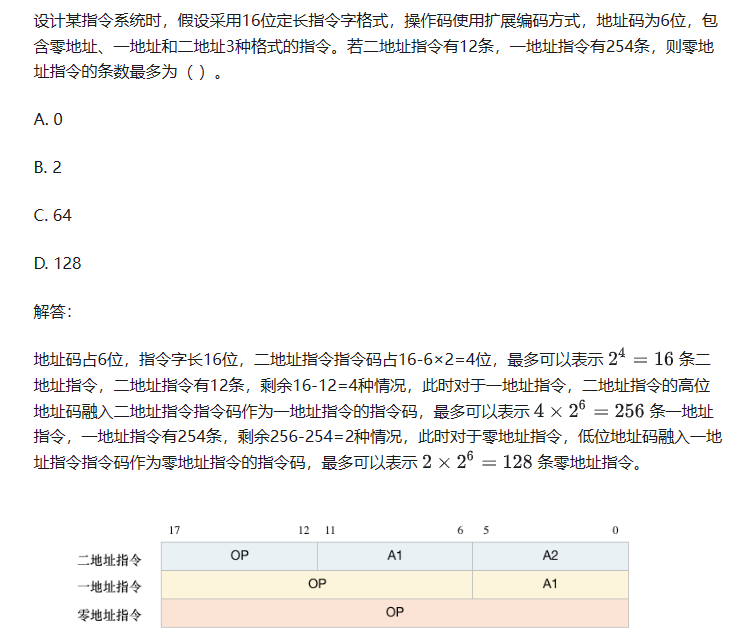 设计某指令系统时，假设采用16位定长指令字格式，操作码使用扩展编码方式，地址码为6位，包
含零地址、一地址和二地址3种格式的指令。若二地址指令有12条，一地址指令有254条，则零地
址指令的条数最多为（ ）。
A. 0
B. 2
C. 64
D. 128
解答：
地址码占6位，指令字长16位，二地址指令指令码占16-6×2=4位，最多可以表示 2⁴ = 16 条二
地址指令，二地址指令有12条，剩余16-12=4种情况，此时对于一地址指令，二地址指令的高位
地址码融入二地址指令指令码作为一地址指令的指令码，最多可以表示 4 × 2⁶ = 256 条一地址
指令，一地址指令有254条，剩余256-254=2种情况，此时对于零地址指令，低位地址码融入一地
址指令指令码作为零地址指令的指令码，最多可以表示 2 × 2⁶ = 128 条零地址指令。
17 12 11 6 5 0
二地址指令 OP A1 A2
一地址指令 OP A1
零地址指令 OP